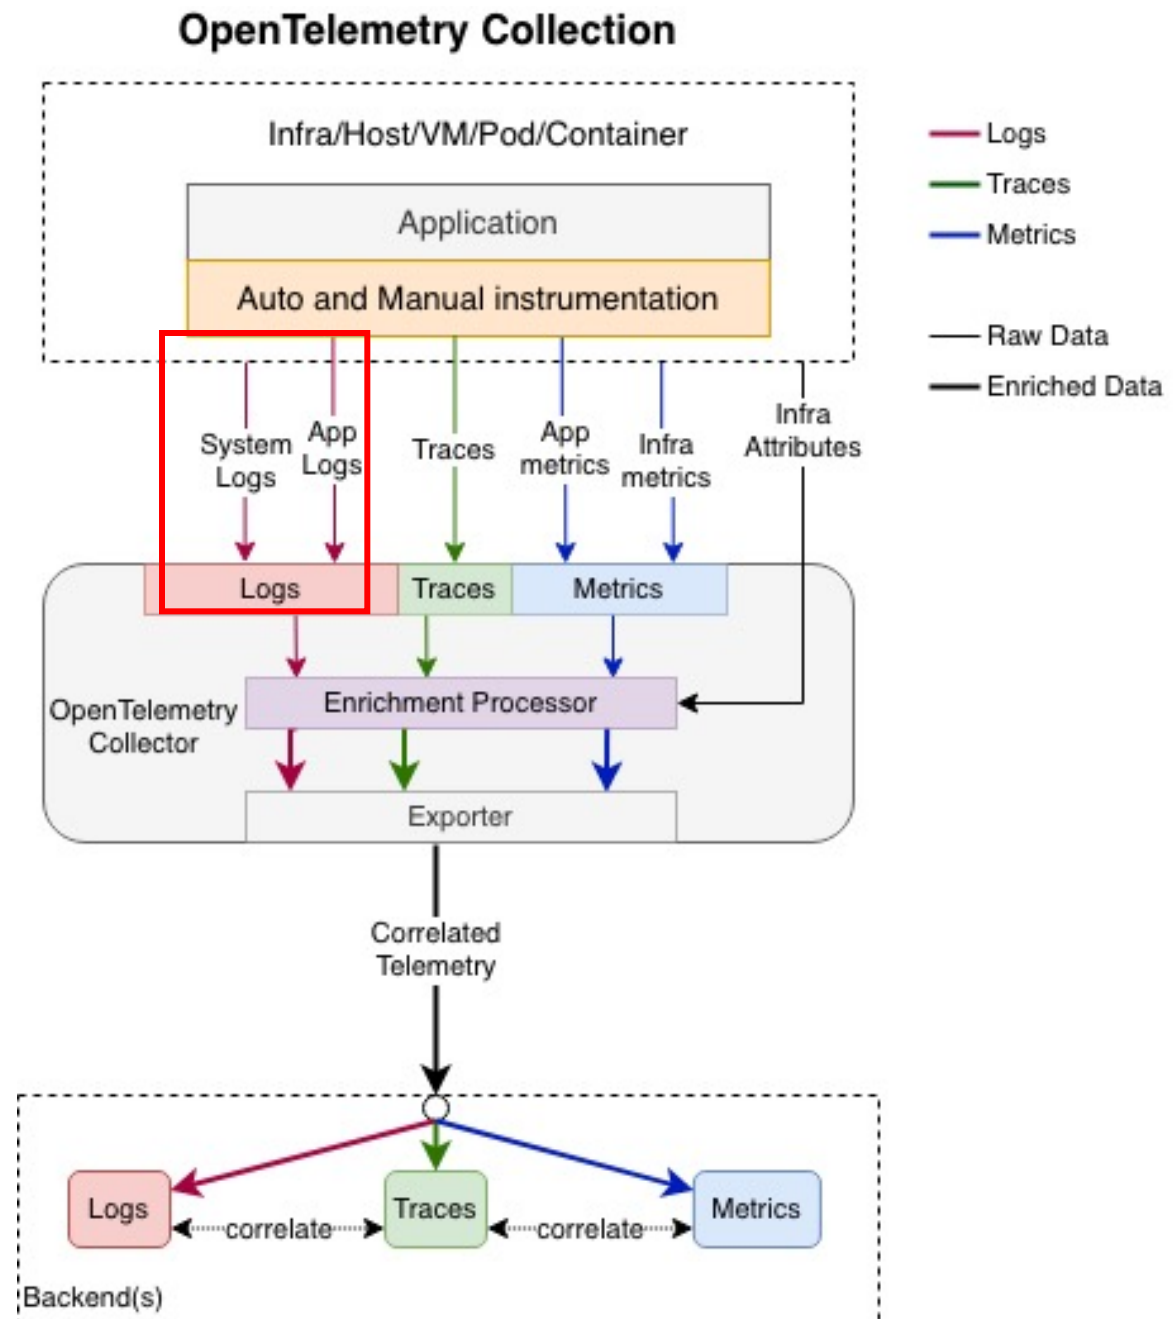 OpenTelemetry Collection
Infra/Host/VM/Pod/Container
Application
Auto and Manual instrumentation
Logs
Traces
Metrics
Raw Data
Enriched Data
System
Logs
App
Logs
Traces
App
metrics
Infra
metrics
Infra
Attributes
Logs
Traces
Metrics
Enrichment Processor
OpenTelemetry
Collector
Exporter
Correlated
Telemetry
Logs
correlate
Traces
correlate
Metrics
Backend(s)